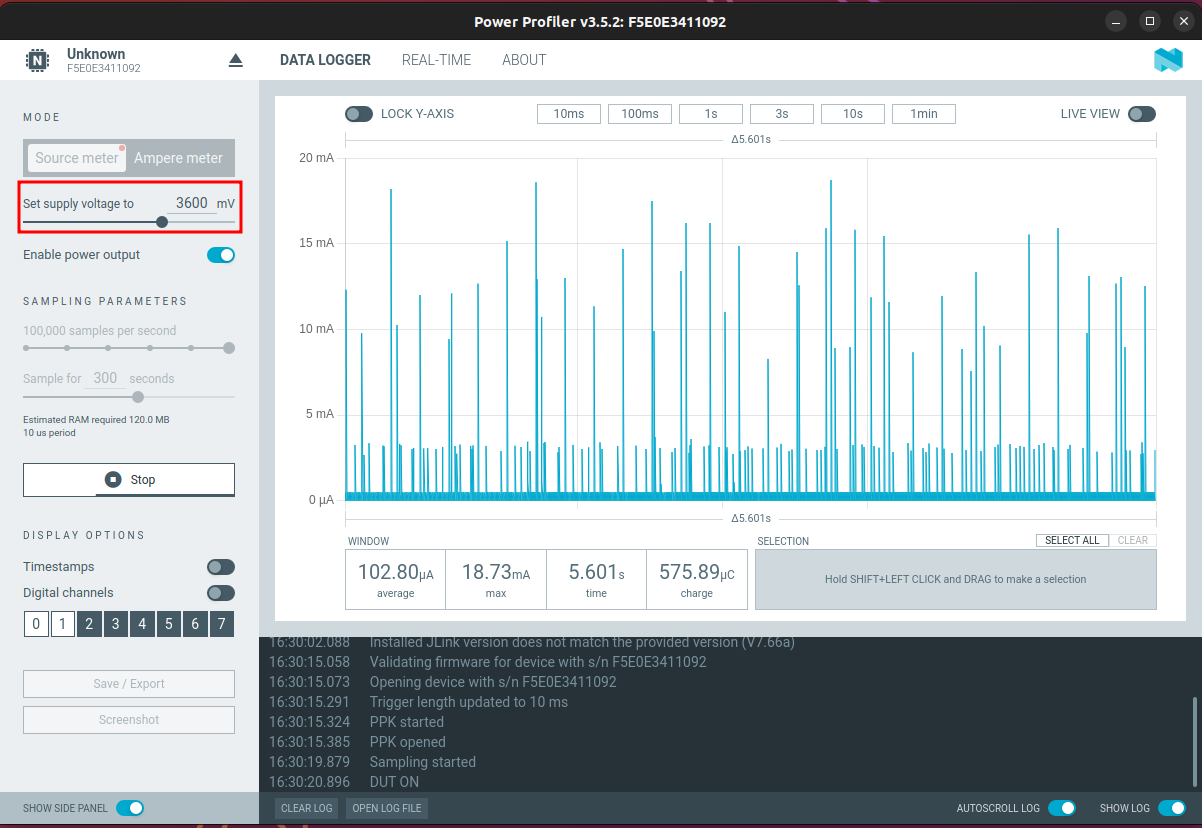 Power Profiler v3.5.2: F5E0E3411092
N
Unknown
F5E0E3411092
DATA LOGGER
REAL-TIME
ABOUT
MODE
Source meter
Ampere meter
Set supply voltage to 3600 mV
Enable power output
SAMPLING PARAMETERS
100,000 samples per second
Sample for 300 seconds
Estimated RAM required 120.0 MB
10 us period
Stop
DISPLAY OPTIONS
Timestamps
Digital channels
0 1 2 3 4 5 6 7
Save / Export
Screenshot
SHOW SIDE PANEL
LOCK Y-AXIS
10ms
100ms
1s
3s
10s
1min
LIVE VIEW
Δ5.601s
20 mA
15 mA
10 mA
5 mA
0 µA
Δ5.601s
WINDOW
102.80µA
average
18.73mA
max
5.601s
time
575.89µC
charge
SELECTION
SELECT ALL
CLEAR
Hold SHIFT+LEFT CLICK and DRAG to make a selection
16:30:02.088 Installed JLink version does not match the provided version (V7.66a)
16:30:15.058 Validating firmware for device with s/n F5E0E3411092
16:30:15.073 Opening device with s/n F5E0E3411092
16:30:15.291 Trigger length updated to 10 ms
16:30:15.324 PPK started
16:30:15.385 PPK opened
16:30:19.879 Sampling started
16:30:20.896 DUT ON
CLEAR LOG
OPEN LOG FILE
AUTOSCROLL LOG
SHOW LOG